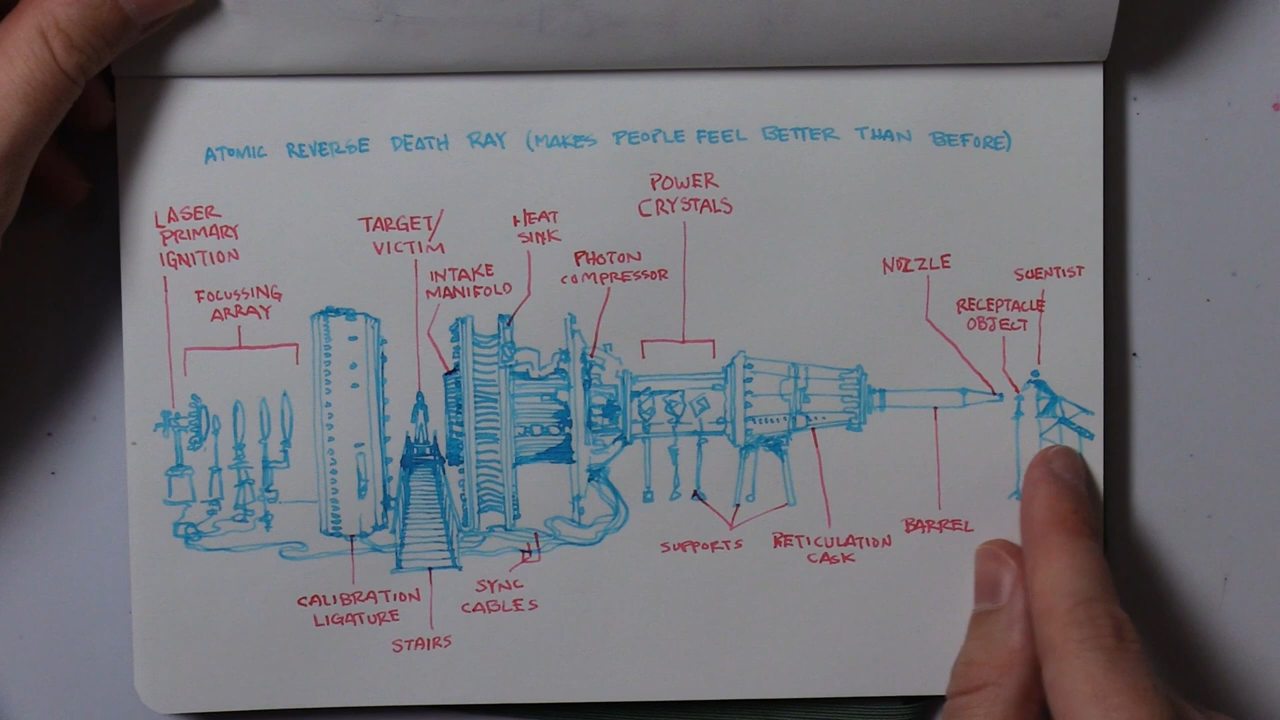 ATOMIC REVERSE DEATH RAY (MAKES PEOPLE FEEL BETTER THAN BEFORE)
LASER
PRIMARY
IGNITION
FOCUSSING
ARRAY
TARGET/
VICTIM
INTAKE
MANIFOLD
HEAT
SINK
PHOTON
COMPRESSOR
POWER
CRYSTALS
NOZZLE
RECEPTACLE
OBJECT
SCIENTIST
CALIBRATION
LIGATURE
STAIRS
SYNC
CABLES
SUPPORTS
RETICULATION
CASK
BARREL